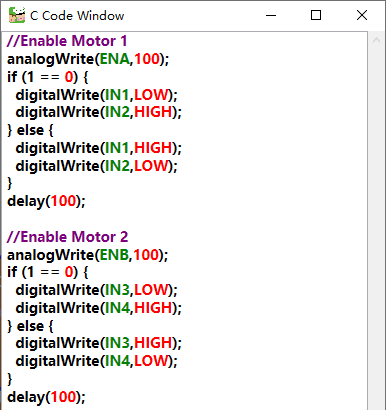 C Code Window
//Enable Motor 1
analogWrite(ENA,100);
if (1 == 0) {
  digitalWrite(IN1,LOW);
  digitalWrite(IN2,HIGH);
} else {
  digitalWrite(IN1,HIGH);
  digitalWrite(IN2,LOW);
}
delay(100);

//Enable Motor 2
analogWrite(ENB,100);
if (1 == 0) {
  digitalWrite(IN3,LOW);
  digitalWrite(IN4,HIGH);
} else {
  digitalWrite(IN3,HIGH);
  digitalWrite(IN4,LOW);
}
delay(100);